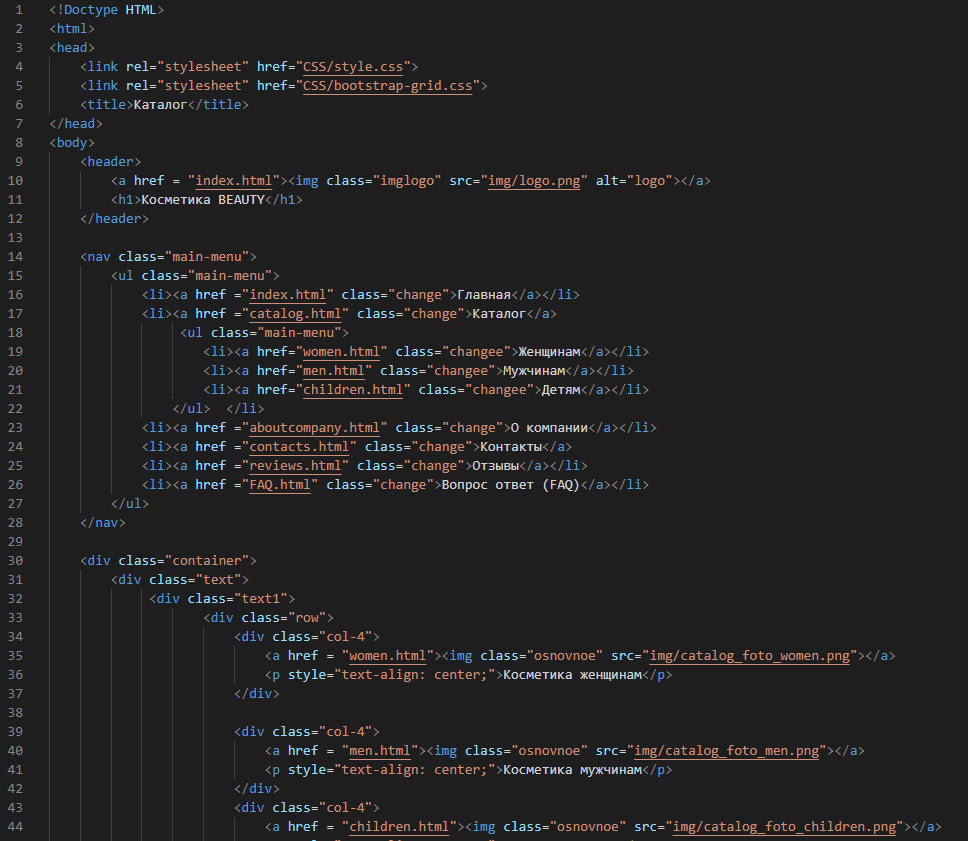 1 <!Doctype HTML>
2 <html>
3 <head>
4 <link rel="stylesheet" href="CSS/style.css">
5 <link rel="stylesheet" href="CSS/bootstrap-grid.css">
6 <title>Каталог</title>
7 </head>
8 <body>
9 <header>
10 <a href = "index.html"><img class="imglogo" src="img/logo.png" alt="logo"></a>
11 <h1>Косметика BEAUTY</h1>
12 </header>
13
14 <nav class="main-menu">
15 <ul class="main-menu">
16 <li><a href ="index.html" class="change">Главная</a></li>
17 <li><a href ="catalog.html" class="change">Каталог</a>
18 <ul class="main-menu">
19 <li><a href="women.html" class="changee">Женщинам</a></li>
20 <li><a href="men.html" class="changee">Мужчинам</a></li>
21 <li><a href="children.html" class="changee">Детям</a></li>
22 </ul> </li>
23 <li><a href ="aboutcompany.html" class="change">О компании</a></li>
24 <li><a href ="contacts.html" class="change">Контакты</a>
25 <li><a href ="reviews.html" class="change">Отзывы</a></li>
26 <li><a href ="FAQ.html" class="change">Вопрос ответ (FAQ)</a></li>
27 </ul>
28 </nav>
29
30 <div class="container">
31 <div class="text">
32 <div class="text1">
33 <div class="row">
34 <div class="col-4">
35 <a href = "women.html"><img class="osnovnoe" src="img/catalog_foto_women.png"></a>
36 <p style="text-align: center;">Косметика женщинам</p>
37 </div>
38
39 <div class="col-4">
40 <a href = "men.html"><img class="osnovnoe" src="img/catalog_foto_men.png"></a>
41 <p style="text-align: center;">Косметика мужчинам</p>
42 </div>
43 <div class="col-4">
44 <a href = "children.html"><img class="osnovnoe" src="img/catalog_foto_children.png"></a>